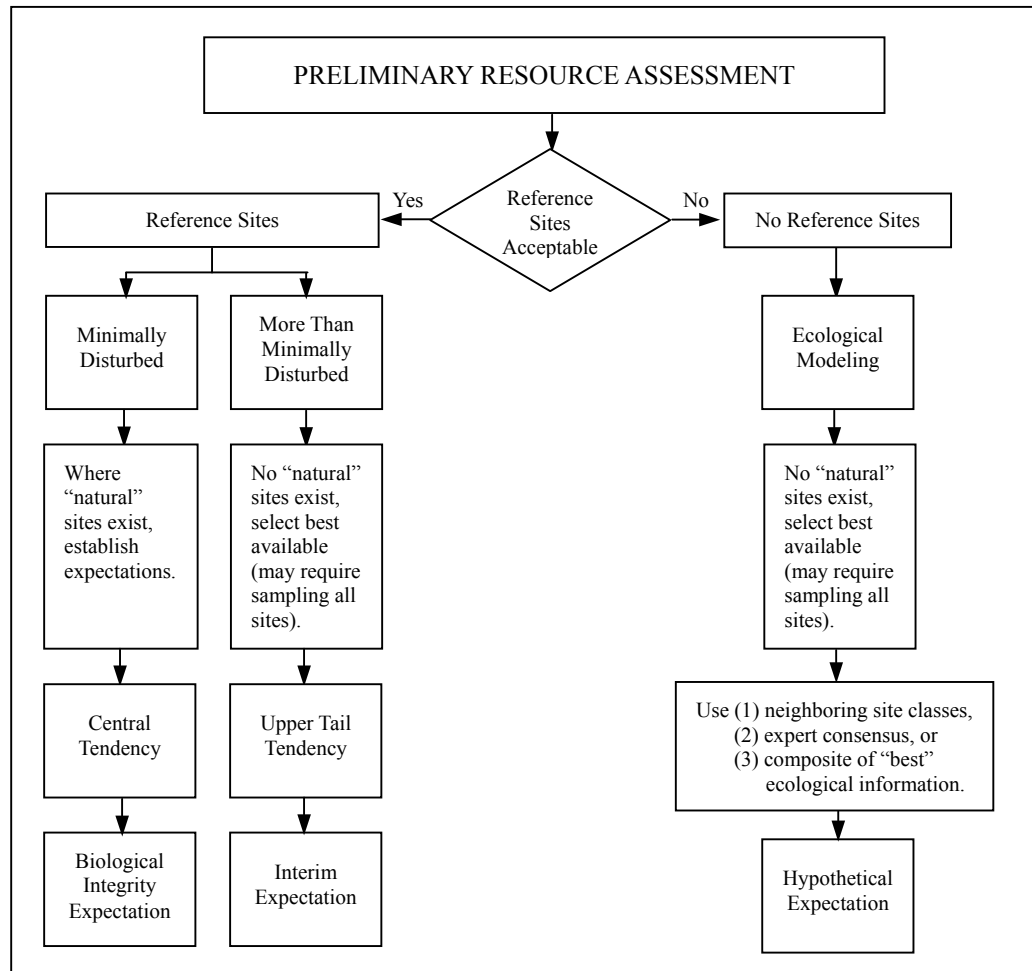 PRELIMINARY RESOURCE ASSESSMENT
Reference
Sites
Acceptable
Yes
No
Reference Sites
No Reference Sites
Minimally
Disturbed
More Than
Minimally
Disturbed
Ecological
Modeling
Where
“natural”
sites exist,
establish
expectations.
No “natural”
sites exist,
select best
available
(may require
sampling all
sites).
No “natural”
sites exist,
select best
available
(may require
sampling all
sites).
Central
Tendency
Upper Tail
Tendency
Use (1) neighboring site classes,
(2) expert consensus, or
(3) composite of “best”
ecological information.
Biological
Integrity
Expectation
Interim
Expectation
Hypothetical
Expectation